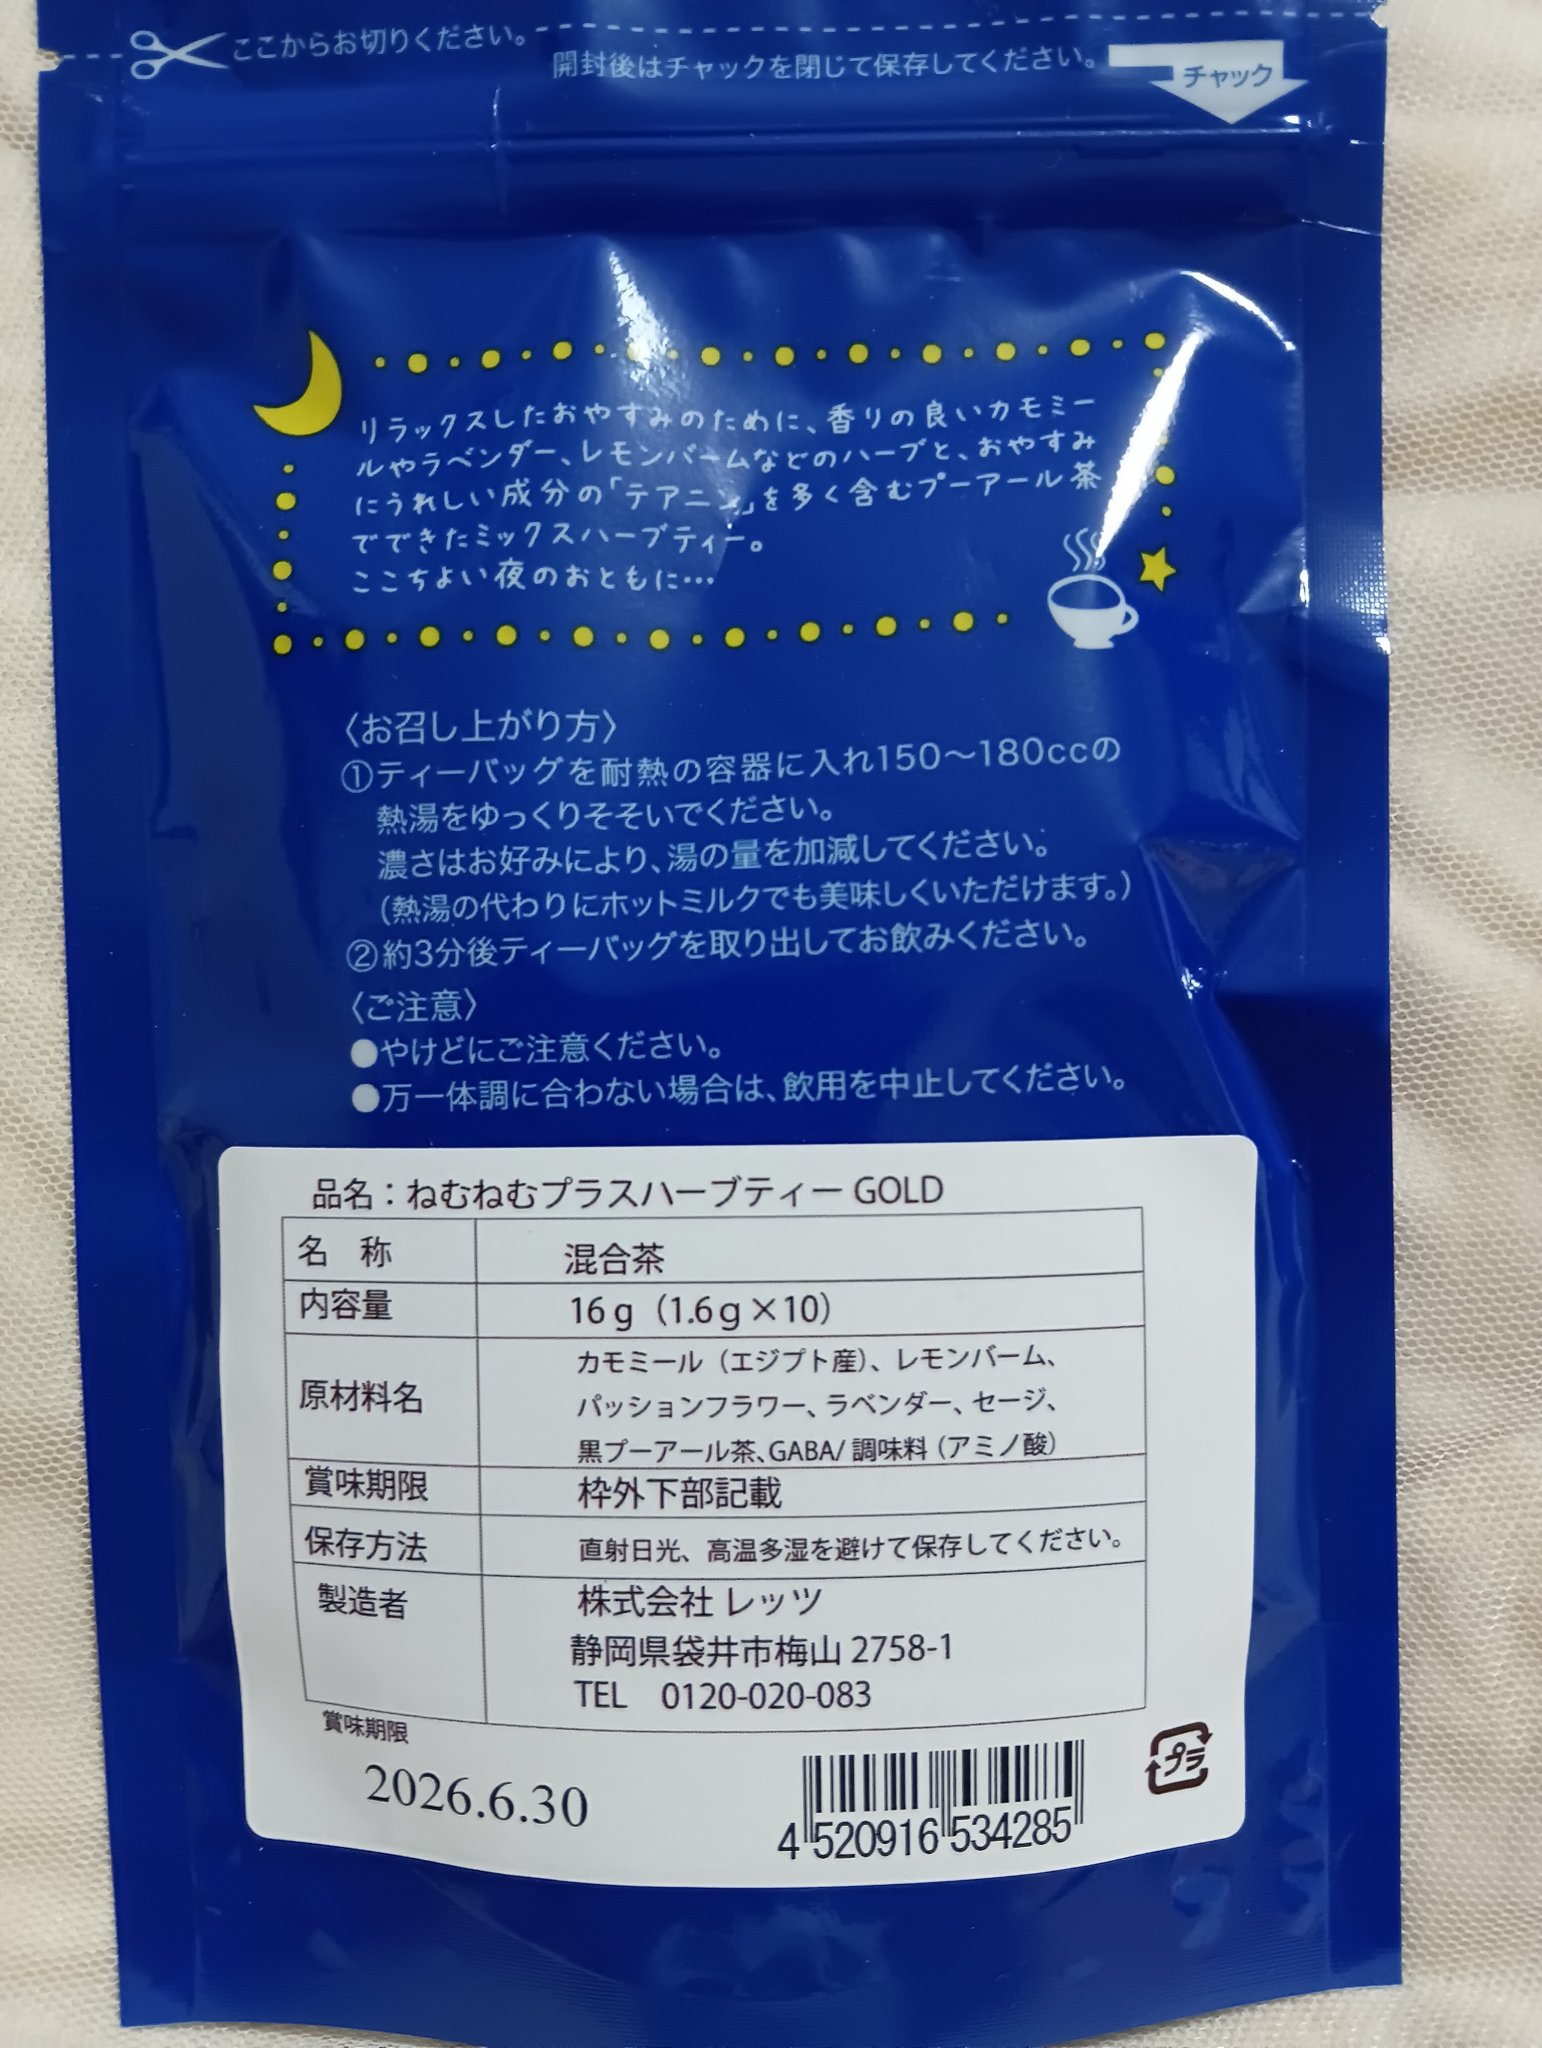 ここからお切りください。
開封後はチャックを閉じて保存してください。
チャック
リラックスしたおやすみのために、香りの良いカモミー
ルやラベンダー、レモンバームなどのハーブと、おやすみ
にうれしい成分の「テアニン」を多く含むプーアール茶
でできたミックスハーブティー。
ここちよい夜のおともに…
〈お召し上がり方〉
①ティーバッグを耐熱の容器に入れ150〜180ccの
熱湯をゆっくりそそいでください。
濃さはお好みにより、湯の量を加減してください。
(熱湯の代わりにホットミルクでも美味しくいただけます。)
②約3分後ティーバッグを取り出してお飲みください。
〈ご注意〉
●やけどにご注意ください。
●万一体調に合わない場合は、飲用を中止してください。
品名：ねむねむプラスハーブティー GOLD
名　称 混合茶
内容量 16g（1.6g×10）
原材料名 カモミール（エジプト産）、レモンバーム、
パッションフラワー、ラベンダー、セージ、
黒プーアール茶、GABA/ 調味料（アミノ酸）
賞味期限 枠外下部記載
保存方法 直射日光、高温多湿を避けて保存してください。
製造者 株式会社 レッツ
静岡県袋井市梅山 2758-1
TEL　0120-020-083
賞味期限
2026.6.30
4 520916 534285
プラ